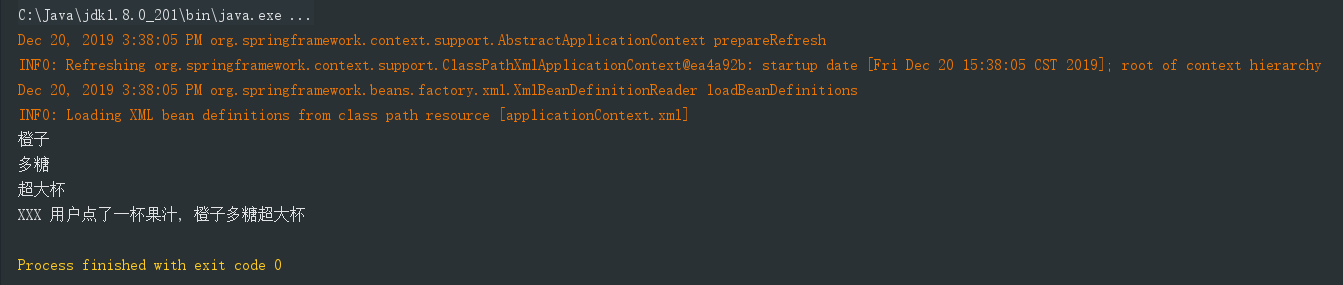 C:\Java\jdk1.8.0_201\bin\java.exe ...
Dec 20, 2019 3:38:05 PM org.springframework.context.support.AbstractApplicationContext prepareRefresh
INFO: Refreshing org.springframework.context.support.ClassPathXmlApplicationContext@ea4a92b: startup date [Fri Dec 20 15:38:05 CST 2019]; root of context hierarchy
Dec 20, 2019 3:38:05 PM org.springframework.beans.factory.xml.XmlBeanDefinitionReader loadBeanDefinitions
INFO: Loading XML bean definitions from class path resource [applicationContext.xml]
橙子
多糖
超大杯
XXX 用户点了一杯果汁, 橙子多糖超大杯
Process finished with exit code 0